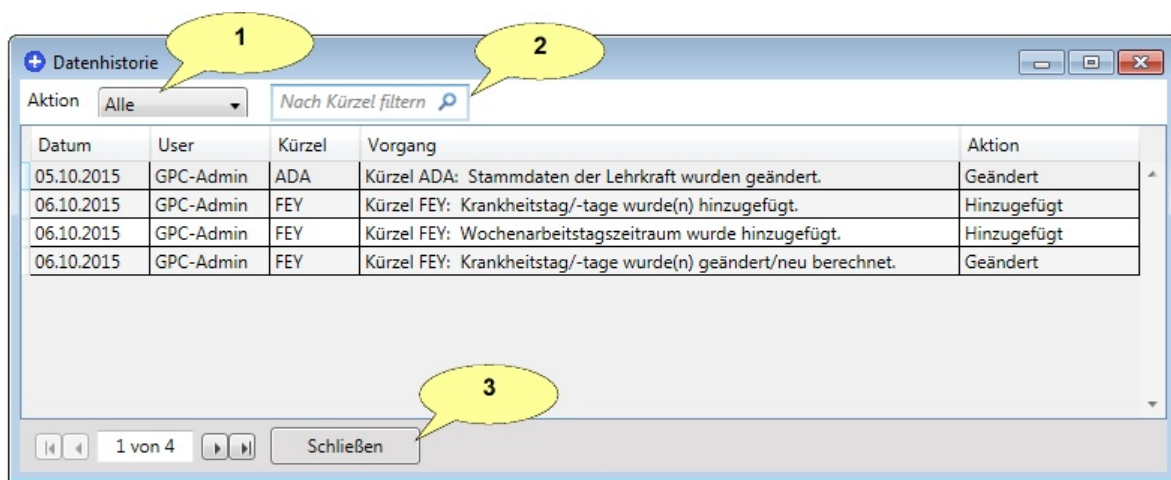 1
2
Datenhistorie
Aktion Alle Nach Kürzel filtern
Datum User Kürzel Vorgang Aktion
05.10.2015 GPC-Admin ADA Kürzel ADA: Stammdaten der Lehrkraft wurden geändert. Geändert
06.10.2015 GPC-Admin FEY Kürzel FEY: Krankheitstag/-tage wurde(n) hinzugefügt. Hinzugefügt
06.10.2015 GPC-Admin FEY Kürzel FEY: Wochenarbeitstagszeitraum wurde hinzugefügt. Hinzugefügt
06.10.2015 GPC-Admin FEY Kürzel FEY: Krankheitstag/-tage wurde(n) geändert/neu berechnet. Geändert
3
1 von 4 Schließen